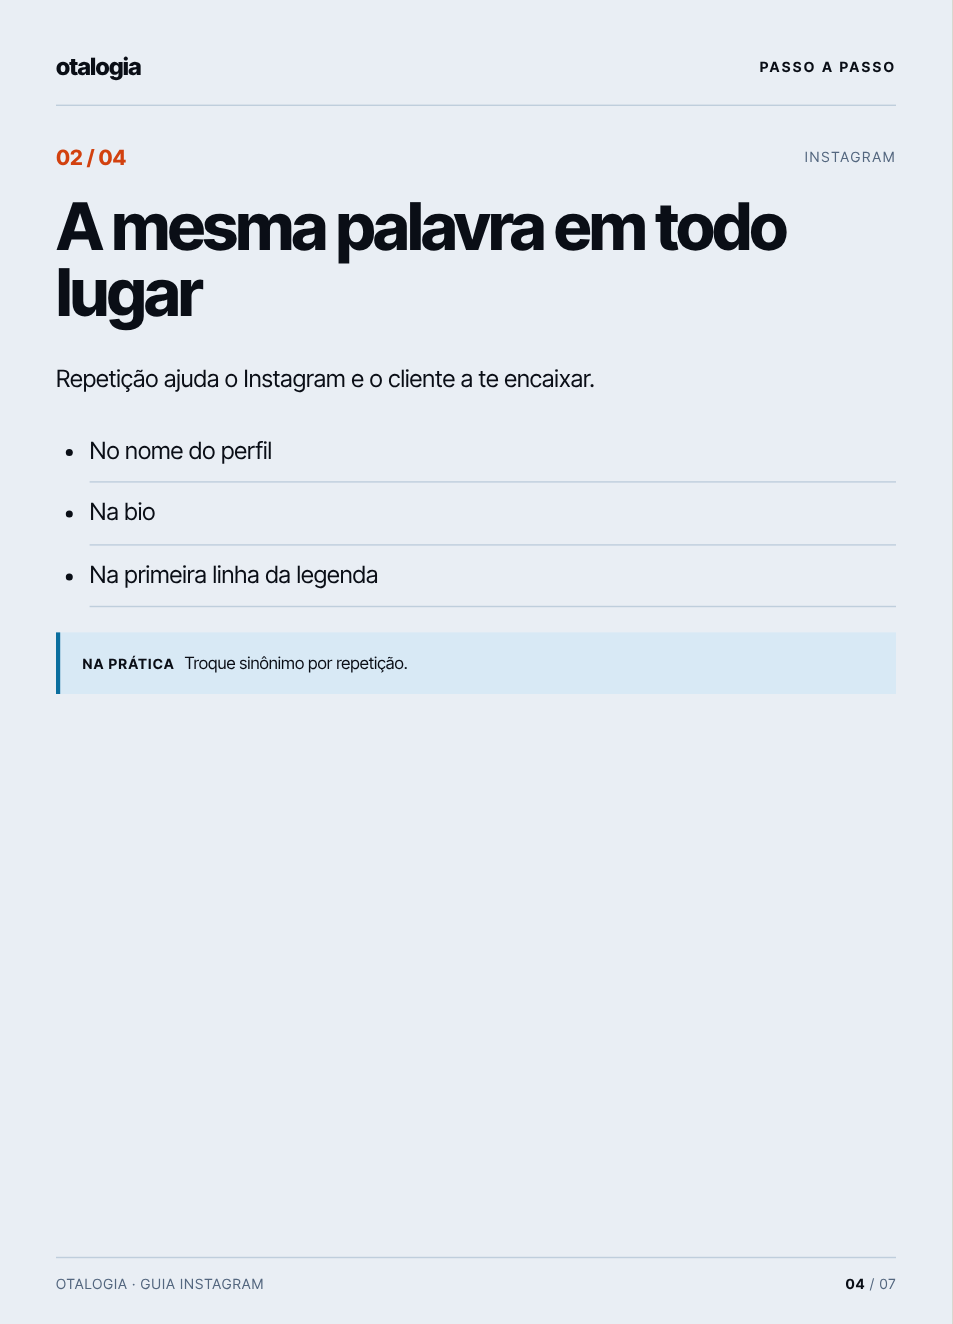 otalogia
PASSO A PASSO
02 / 04
INSTAGRAM
A mesma palavra em todo
lugar
Repetição ajuda o Instagram e o cliente a te encaixar.
• No nome do perfil
• Na bio
• Na primeira linha da legenda
NA PRÁTICA Troque sinônimo por repetição.
OTALOGIA · GUIA INSTAGRAM
04 / 07